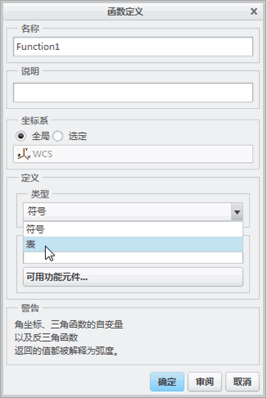 函数定义
名称
Function1
说明
坐标系
全局
选定
WCS
定义
类型
符号
符号
表
可用功能元件...
警告
角坐标、三角函数的自变量
以及反三角函数
返回的值都被解释为弧度。
确定
审阅
取消